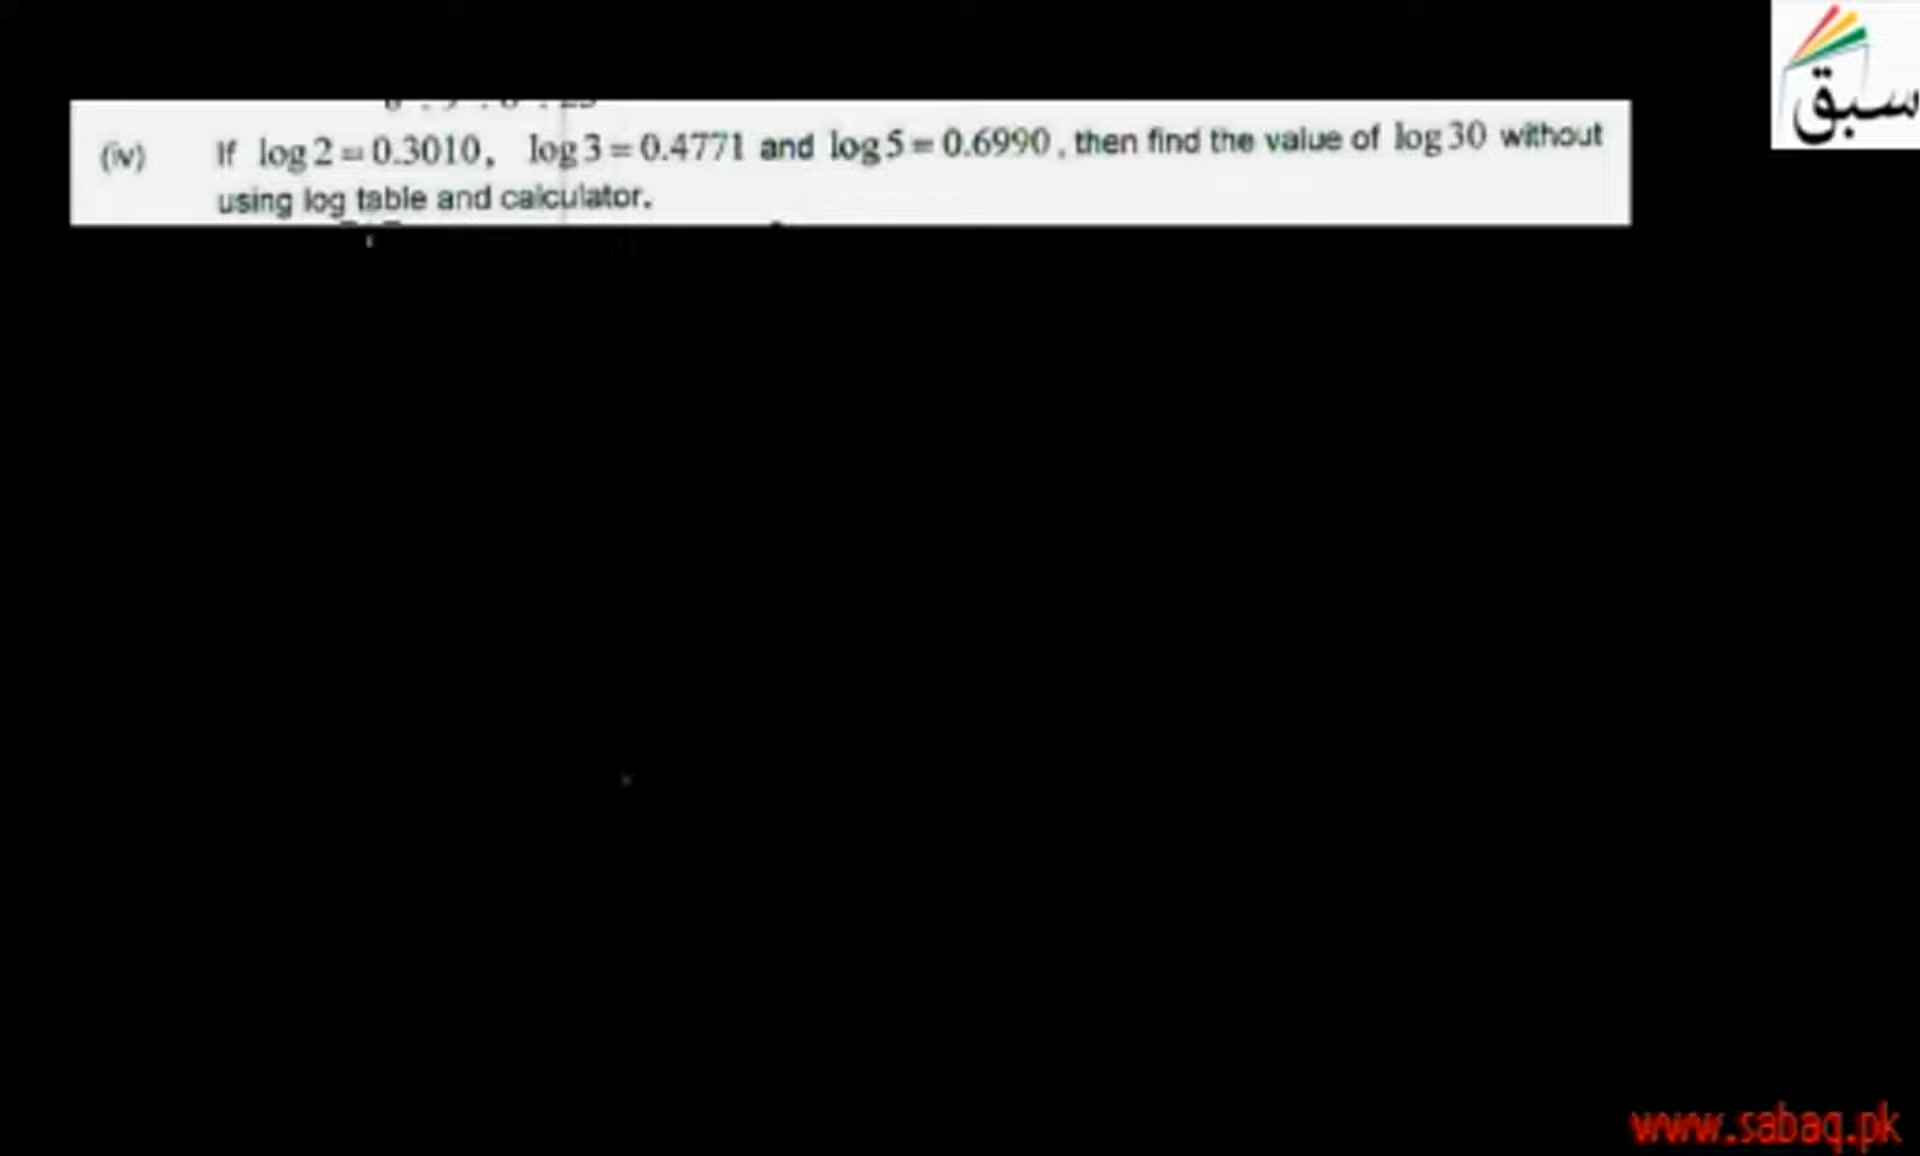 سبق
(iv) If log 2 = 0.3010, log 3 = 0.4771 and log 5 = 0.6990, then find the value of log 30 without
using log table and calculator.
www.sabaq.pk